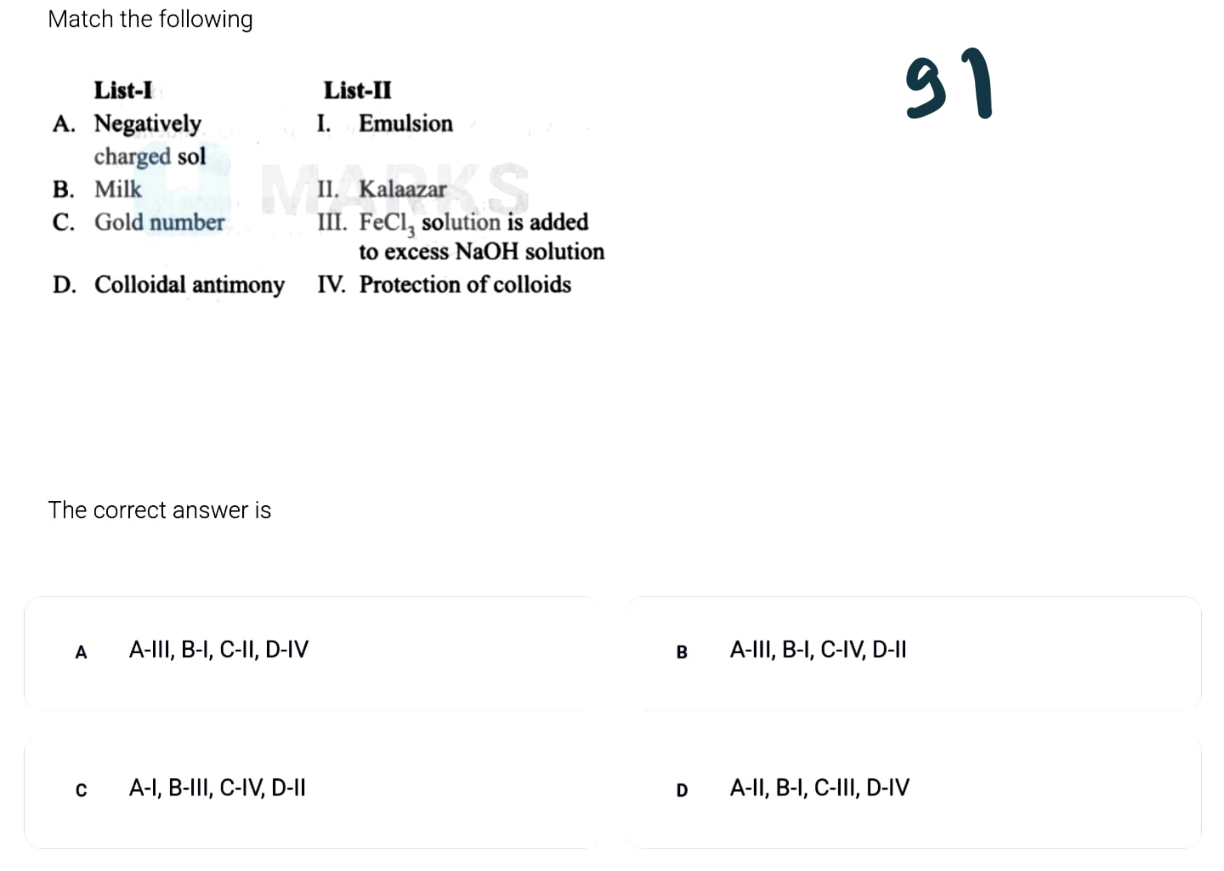 Match the following
91
List-I List-II
A. Negatively I. Emulsion
charged sol
MARKS
B. Milk II. Kalaazar
C. Gold number III. FeCl₃ solution is added
to excess NaOH solution
D. Colloidal antimony IV. Protection of colloids
The correct answer is
A A-III, B-I, C-II, D-IV
B A-III, B-I, C-IV, D-II
C A-I, B-III, C-IV, D-II
D A-II, B-I, C-III, D-IV